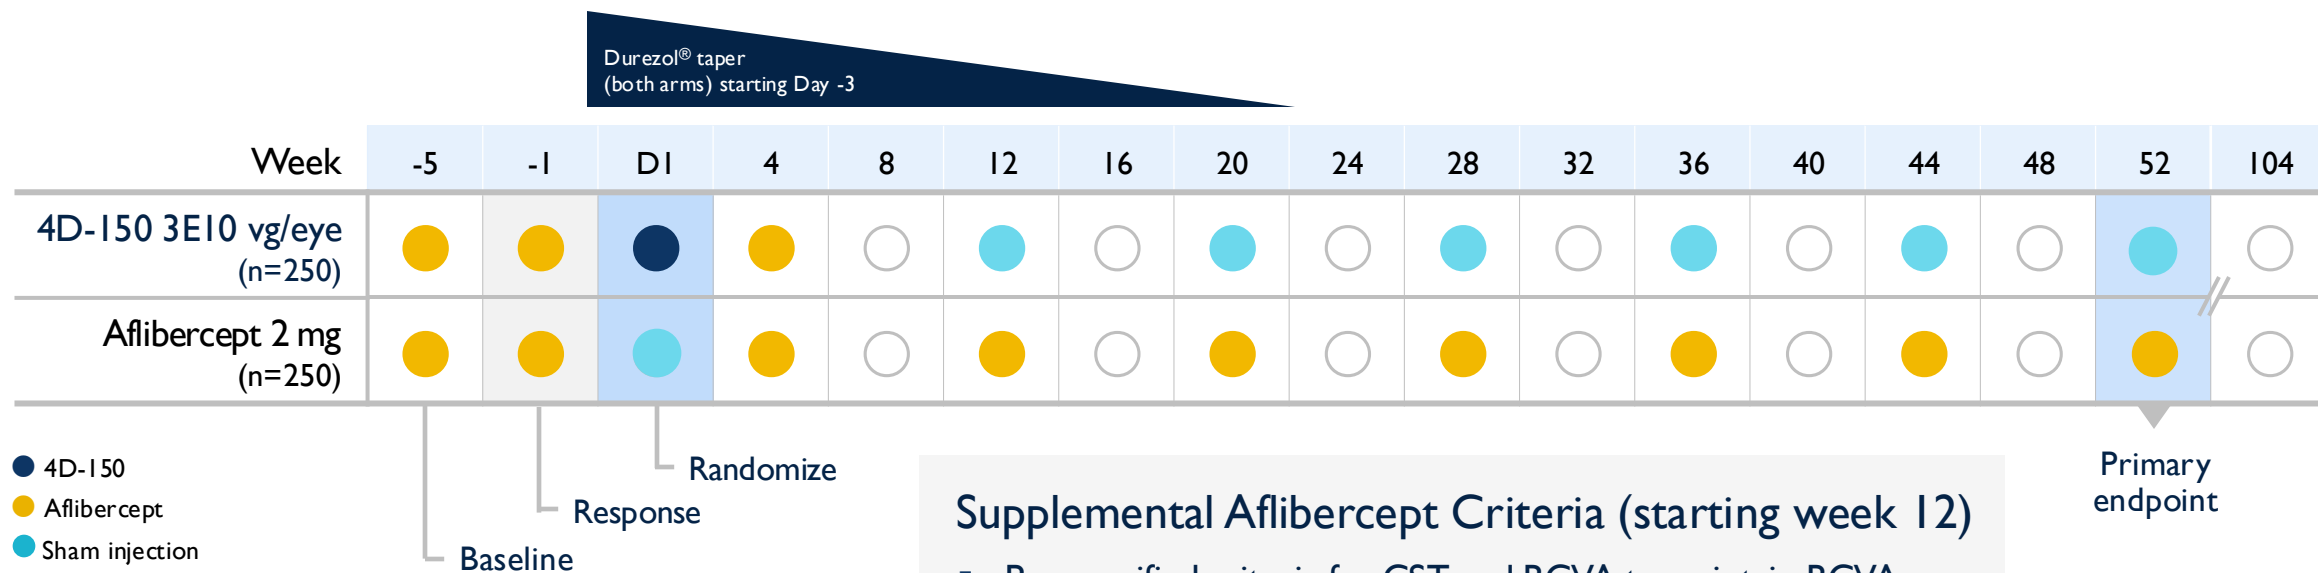 Durezol® taper
(both arms) starting Day -3
Week -5 -1 D1 4 8 12 16 20 24 28 32 36 40 44 48 52 104
4D-150 3E10 vg/eye
(n=250)
Aflibercept 2 mg
(n=250)
4D-150
Aflibercept
Sham injection
Baseline
Response
Randomize
Primary
endpoint
Supplemental Aflibercept Criteria (starting week 12)